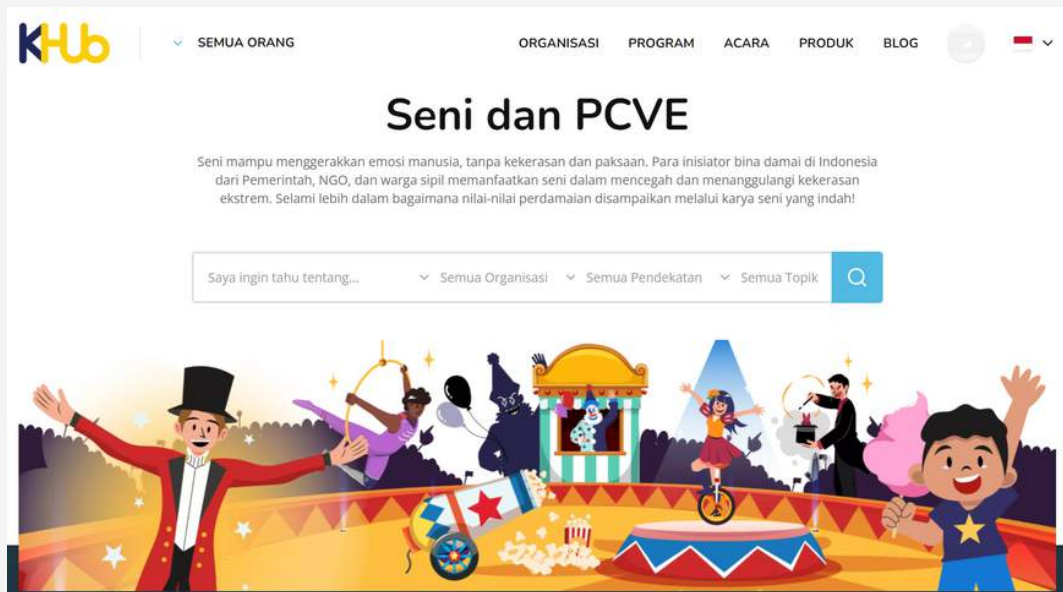 KHUb
SEMUA ORANG
ORGANISASI
PROGRAM
ACARA
PRODUK
BLOG
Seni dan PCVE
Seni mampu menggerakkan emosi manusia, tanpa kekerasan dan paksaan. Para inisiator bina damai di Indonesia
dari Pemerintah, NGO, dan warga sipil memanfaatkan seni dalam mencegah dan menanggulangi kekerasan
ekstrem. Selami lebih dalam bagaimana nilai-nilai perdamaian disampaikan melalui karya seni yang indah!
Saya ingin tahu tentang...
Semua Organisasi
Semua Pendekatan
Semua Topik